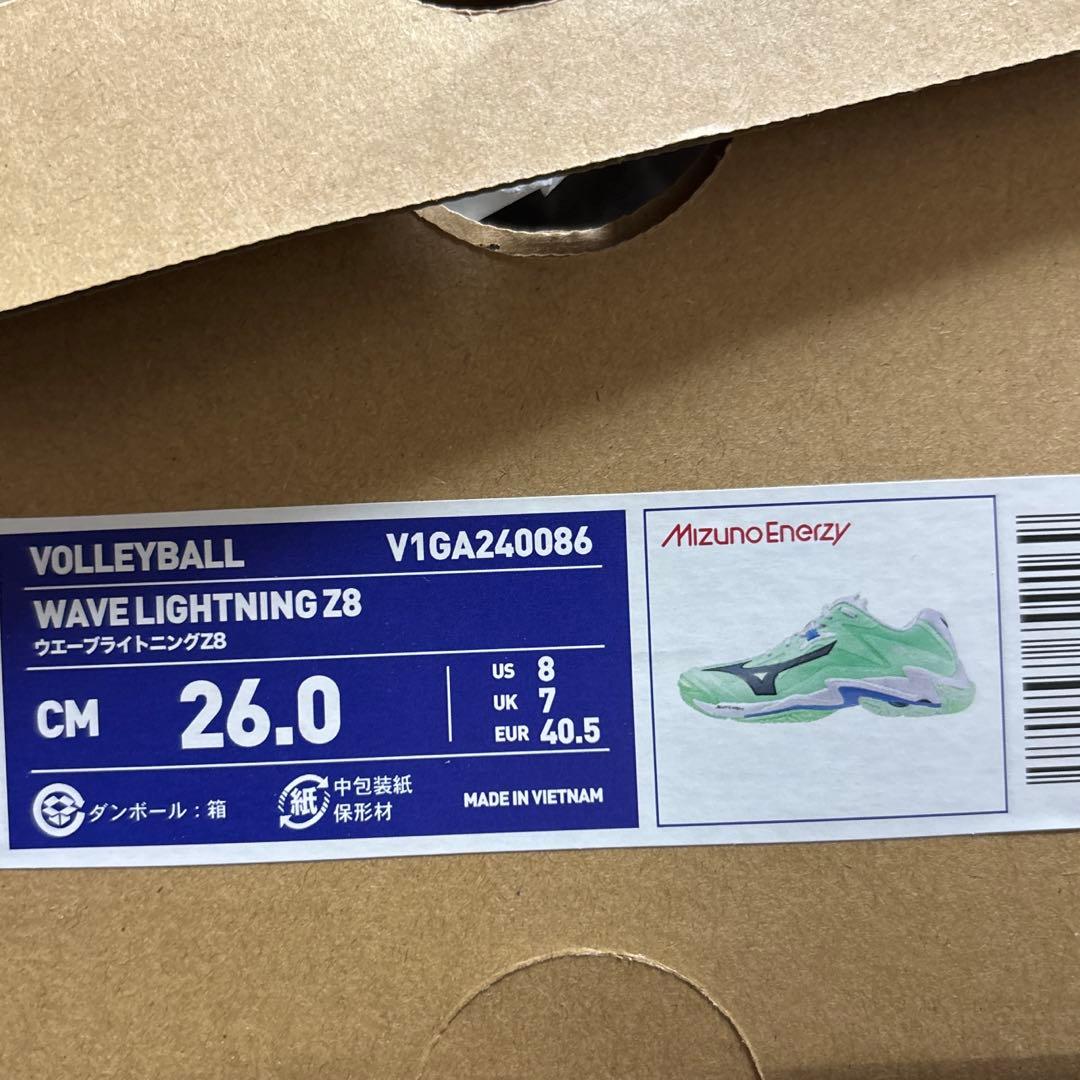 VOLLEYBALL V1GA240086
WAVE LIGHTNING Z8
ウエーブライトニングZ8
CM 26.0
US 8
UK 7
EUR 40.5
ダンボール：箱
紙 中包装紙
保形材
MADE IN VIETNAM
Mizuno Enerzy